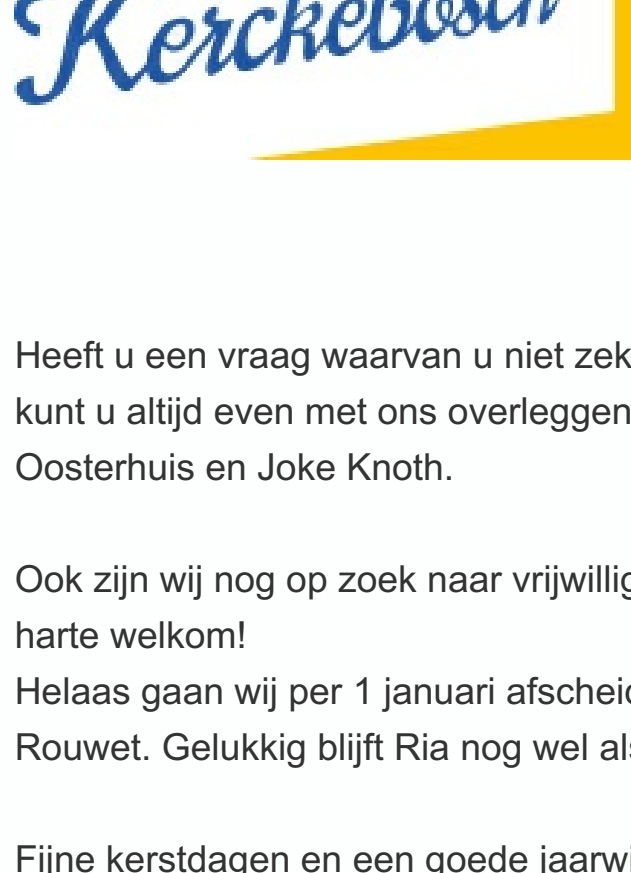 Kerckebosch
Heeft u een vraag waarvan u niet zek
kunt u altijd even met ons overleggen
Oosterhuis en Joke Knoth.
Ook zijn wij nog op zoek naar vrijwillig
harte welkom!
Helaas gaan wij per 1 januari afscheid
Rouwet. Gelukkig blijft Ria nog wel als
Fijne kerstdagen en een goede jaarwi